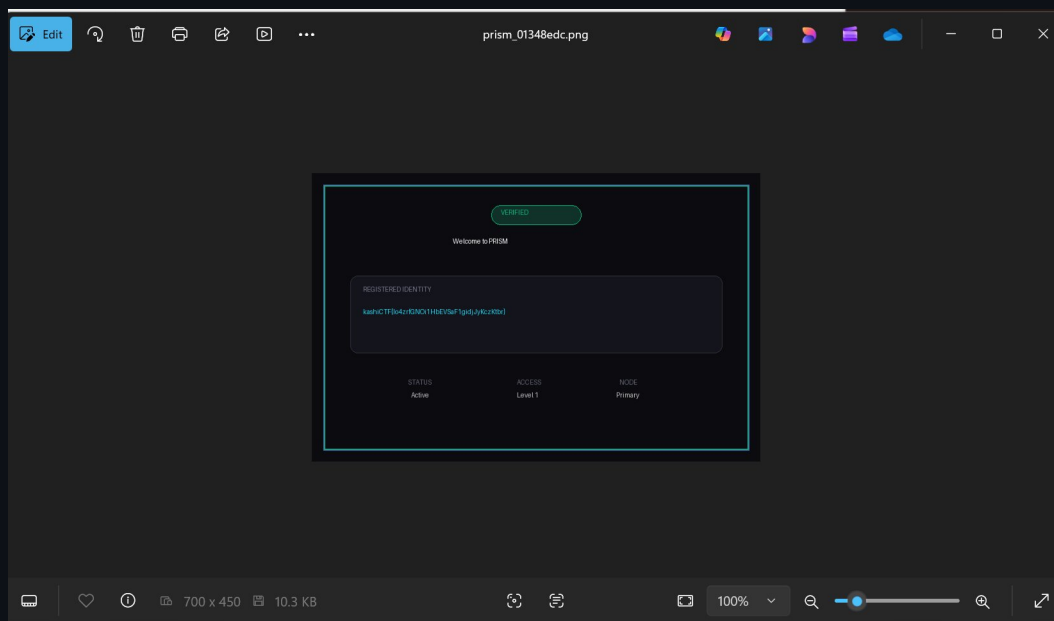 Edit
prism_01348edc.png
VERIFIED
Welcome to PRISM
REGISTERED IDENTITY
STATUS
ACCESS
NODE
Active
Level 1
Primary
700 x 450
10.3 KB
100%